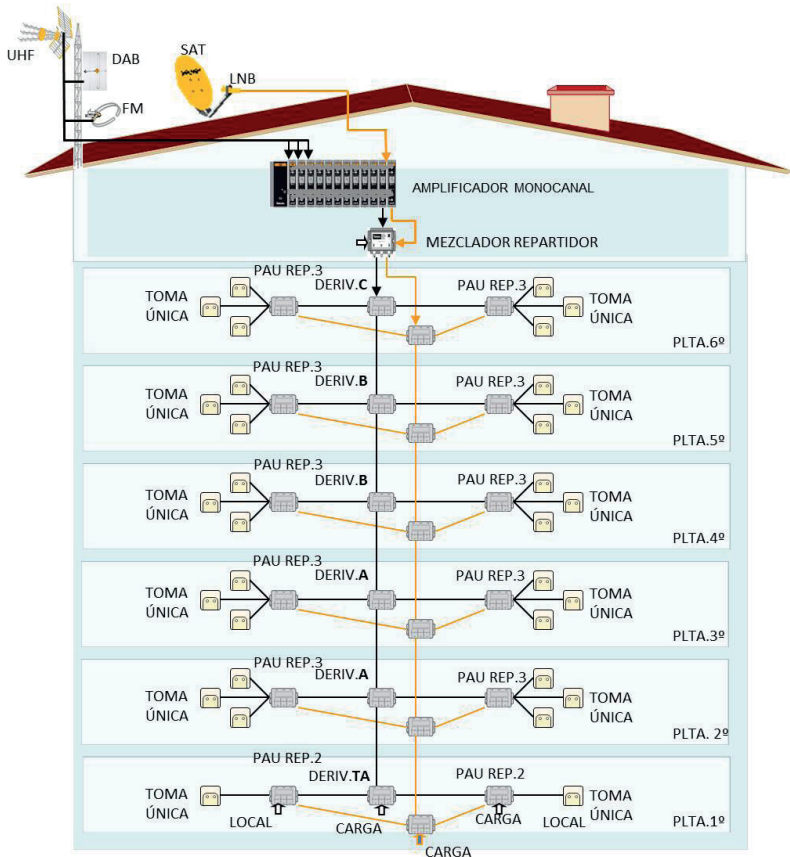 SAT
UHF
DAB
LNB
FM
AMPLIFICADOR MONOCANAL
MEZCLADOR REPARTIDOR
PAU REP.3
DERIV.C
PAU REP.3
TOMA
ÚNICA
TOMA
ÚNICA
PLTA.6º
PAU REP.3
DERIV.B
PAU REP.3
TOMA
ÚNICA
TOMA
ÚNICA
PLTA.5º
PAU REP.3
DERIV.B
PAU REP.3
TOMA
ÚNICA
TOMA
ÚNICA
PLTA.4º
PAU REP.3
DERIV.A
PAU REP.3
TOMA
ÚNICA
TOMA
ÚNICA
PLTA.3º
PAU REP.3
DERIV.A
PAU REP.3
TOMA
ÚNICA
TOMA
ÚNICA
PLTA. 2º
PAU REP.2
DERIV.TA
PAU REP.2
TOMA
ÚNICA
TOMA
ÚNICA
LOCAL
CARGA
CARGA
LOCAL
PLTA.1º
CARGA